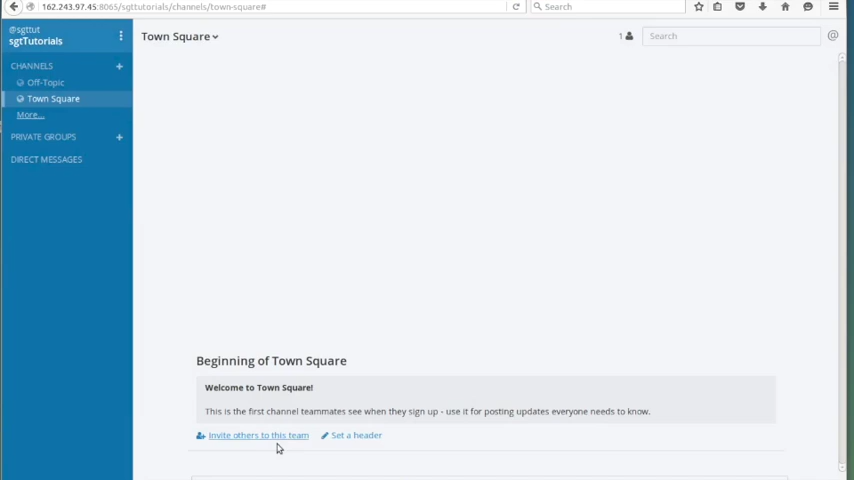 162.243.97.45:8065/sgttutorials/channels/town-square#
Search
@sgttut
sgtTutorials
Town Square
1
Search
@
CHANNELS
+
Off-Topic
Town Square
More...
PRIVATE GROUPS
+
DIRECT MESSAGES
Beginning of Town Square
Welcome to Town Square!
This is the first channel teammates see when they sign up - use it for posting updates everyone needs to know.
Invite others to this team
Set a header